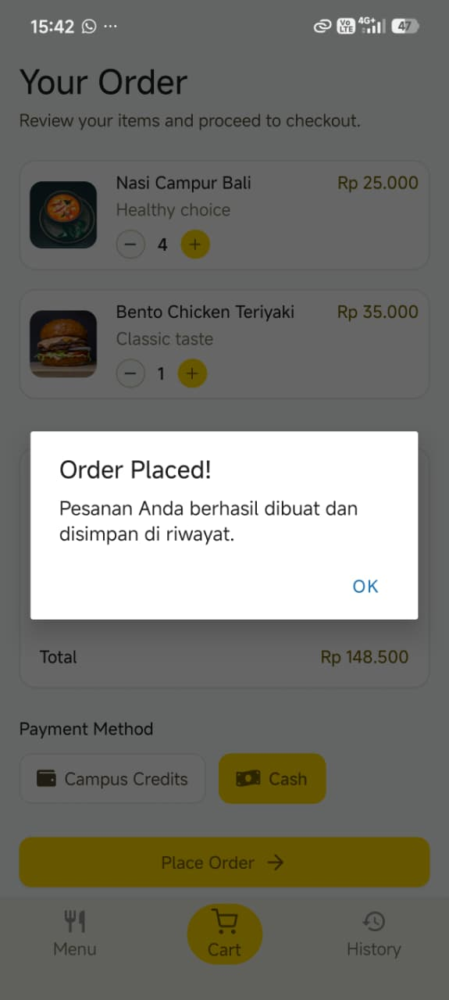 15:42 ...
VoLTE 4G+ 47
Your Order
Review your items and proceed to checkout.
Nasi Campur Bali Rp 25.000
Healthy choice
− 4 +
Bento Chicken Teriyaki Rp 35.000
Classic taste
− 1 +
Order Placed!
Pesanan Anda berhasil dibuat dan
disimpan di riwayat.
OK
Total Rp 148.500
Payment Method
Campus Credits Cash
Place Order →
Menu Cart History